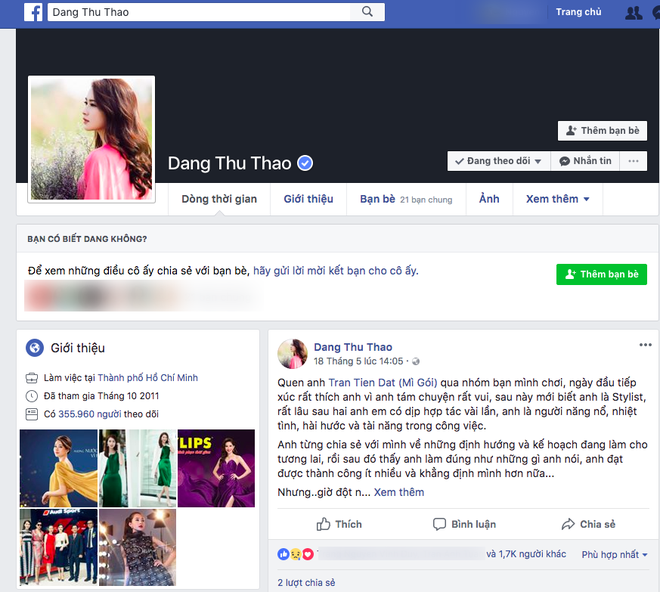 Dang Thu Thao
Trang chủ
Thêm bạn bè
Dang Thu Thao
Đang theo dõi
Nhắn tin
Dòng thời gian
Giới thiệu
Bạn bè 21 bạn chung
Ảnh
Xem thêm
BẠN CÓ BIẾT DANG KHÔNG?
Để xem những điều cô ấy chia sẻ với bạn bè, hãy gửi lời mời kết bạn cho cô ấy.
Thêm bạn bè
Giới thiệu
Làm việc tại Thành phố Hồ Chí Minh
Đã tham gia Tháng 10 2011
Có 355.960 người theo dõi
LIPS
Audi Sport
Dang Thu Thao
18 Tháng 5 lúc 14:05
Quen anh Tran Tien Dat (Mì Gói) qua nhóm bạn mình chơi, ngày đầu tiếp
xúc rất thích anh vì anh tám chuyện rất vui, sau này mới biết anh là Stylist,
rất lâu sau hai anh em có dịp hợp tác vài lần, anh là người năng nổ, nhiệt
tình, hài hước và tài năng trong công việc.
Anh từng chia sẻ với mình về những định hướng và kế hoạch đang làm cho
tương lai, rồi sau đó thấy anh làm đúng như những gì anh nói, anh đạt
được thành công ít nhiều và khẳng định mình hơn nữa...
Nhưng..giờ đột n... Xem thêm
Thích
Bình luận
Chia sẻ
và 1,7K người khác
Phù hợp nhất
2 lượt chia sẻ